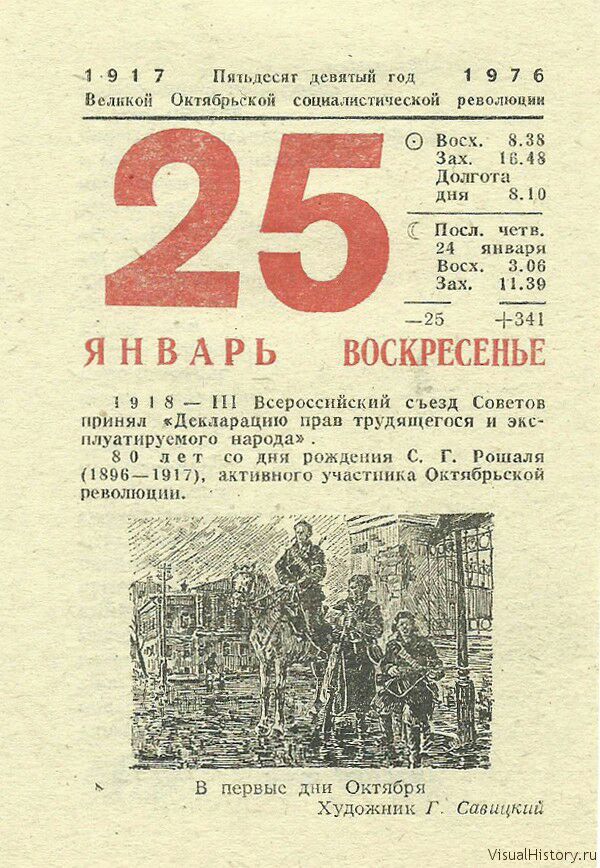 1917 Пятьдесят девятый год 1976
Великой Октябрьской социалистической революции
25
Восх. 8.38
Зах. 16.48
Долгота
дня 8.10
Посл. четв.
24 января
Восх. 3.06
Зах. 11.39
—25 +341
ЯНВАРЬ ВОСКРЕСЕНЬЕ
1918 — III Всероссийский съезд Советов
принял «Декларацию прав трудящегося и экс-
плуатируемого народа».
80 лет со дня рождения С. Г. Рошаля
(1896—1917), активного участника Октябрьской
революции.
В первые дни Октября
Художник Г. Савицкий
VisualHistory.ru